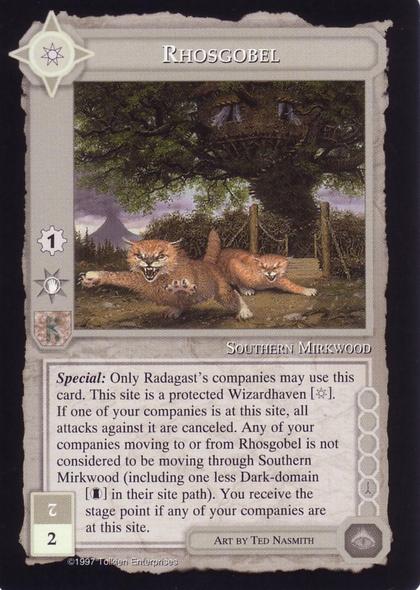 RHOSGOBEL
1
SOUTHERN MIRKWOOD
Special: Only Radagast's companies may use this
card. This site is a protected Wizardhaven [ ].
If one of your companies is at this site, all
attacks against it are canceled. Any of your
companies moving to or from Rhosgobel is not
considered to be moving through Southern
Mirkwood (including one less Dark-domain
[ ] in their site path). You receive the
stage point if any of your companies are
at this site.
2
2
ART BY TED NASMITH
©1997 Tolkien Enterprises